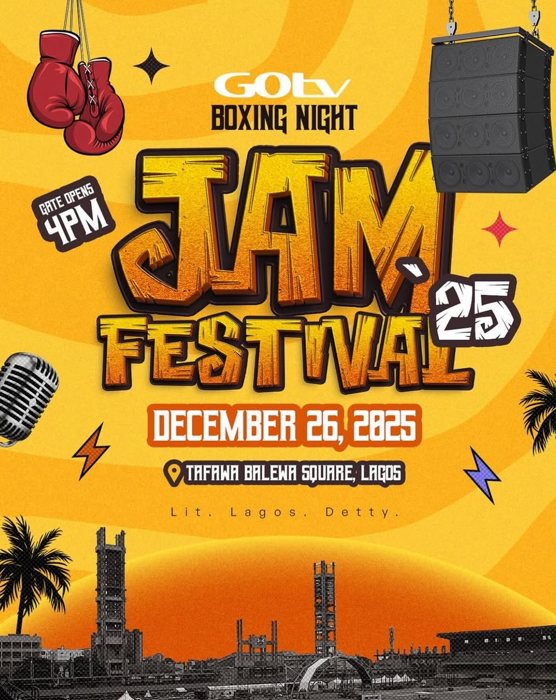 GOtv
BOXING NIGHT
GATE OPENS
4PM
JAM
FESTIVAL
25
DECEMBER 26, 2025
TAFAWA BALEWA SQUARE, LAGOS
Lit. Lagos. Detty.